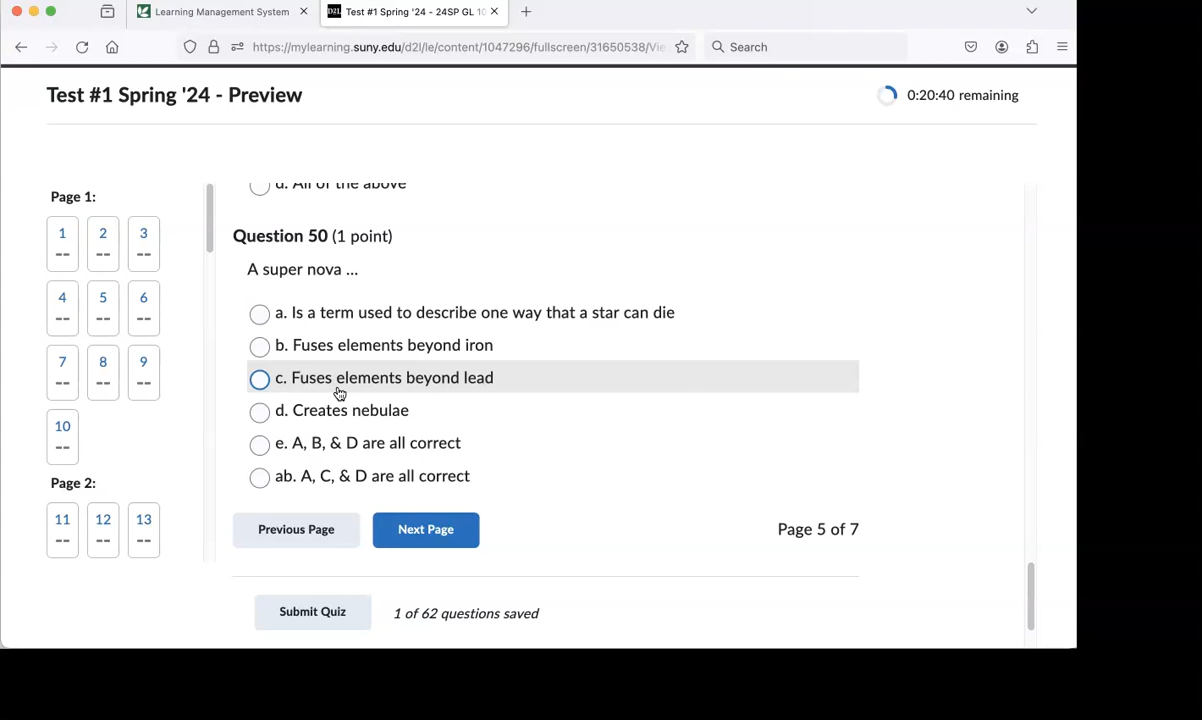 Learning Management System
Test #1 Spring '24 - 24SP GL 10
https://mylearning.suny.edu/d2l/le/content/1047296/fullscreen/31650538/Vie
Search
Test #1 Spring '24 - Preview
0:20:40 remaining
Page 1:
1 2 3
-- -- --
4 5 6
-- -- --
7 8 9
-- -- --
10
--
Page 2:
11 12 13
-- -- --
d. All of the above
Question 50 (1 point)
A super nova ...
a. Is a term used to describe one way that a star can die
b. Fuses elements beyond iron
c. Fuses elements beyond lead
d. Creates nebulae
e. A, B, & D are all correct
ab. A, C, & D are all correct
Previous Page
Next Page
Page 5 of 7
Submit Quiz
1 of 62 questions saved